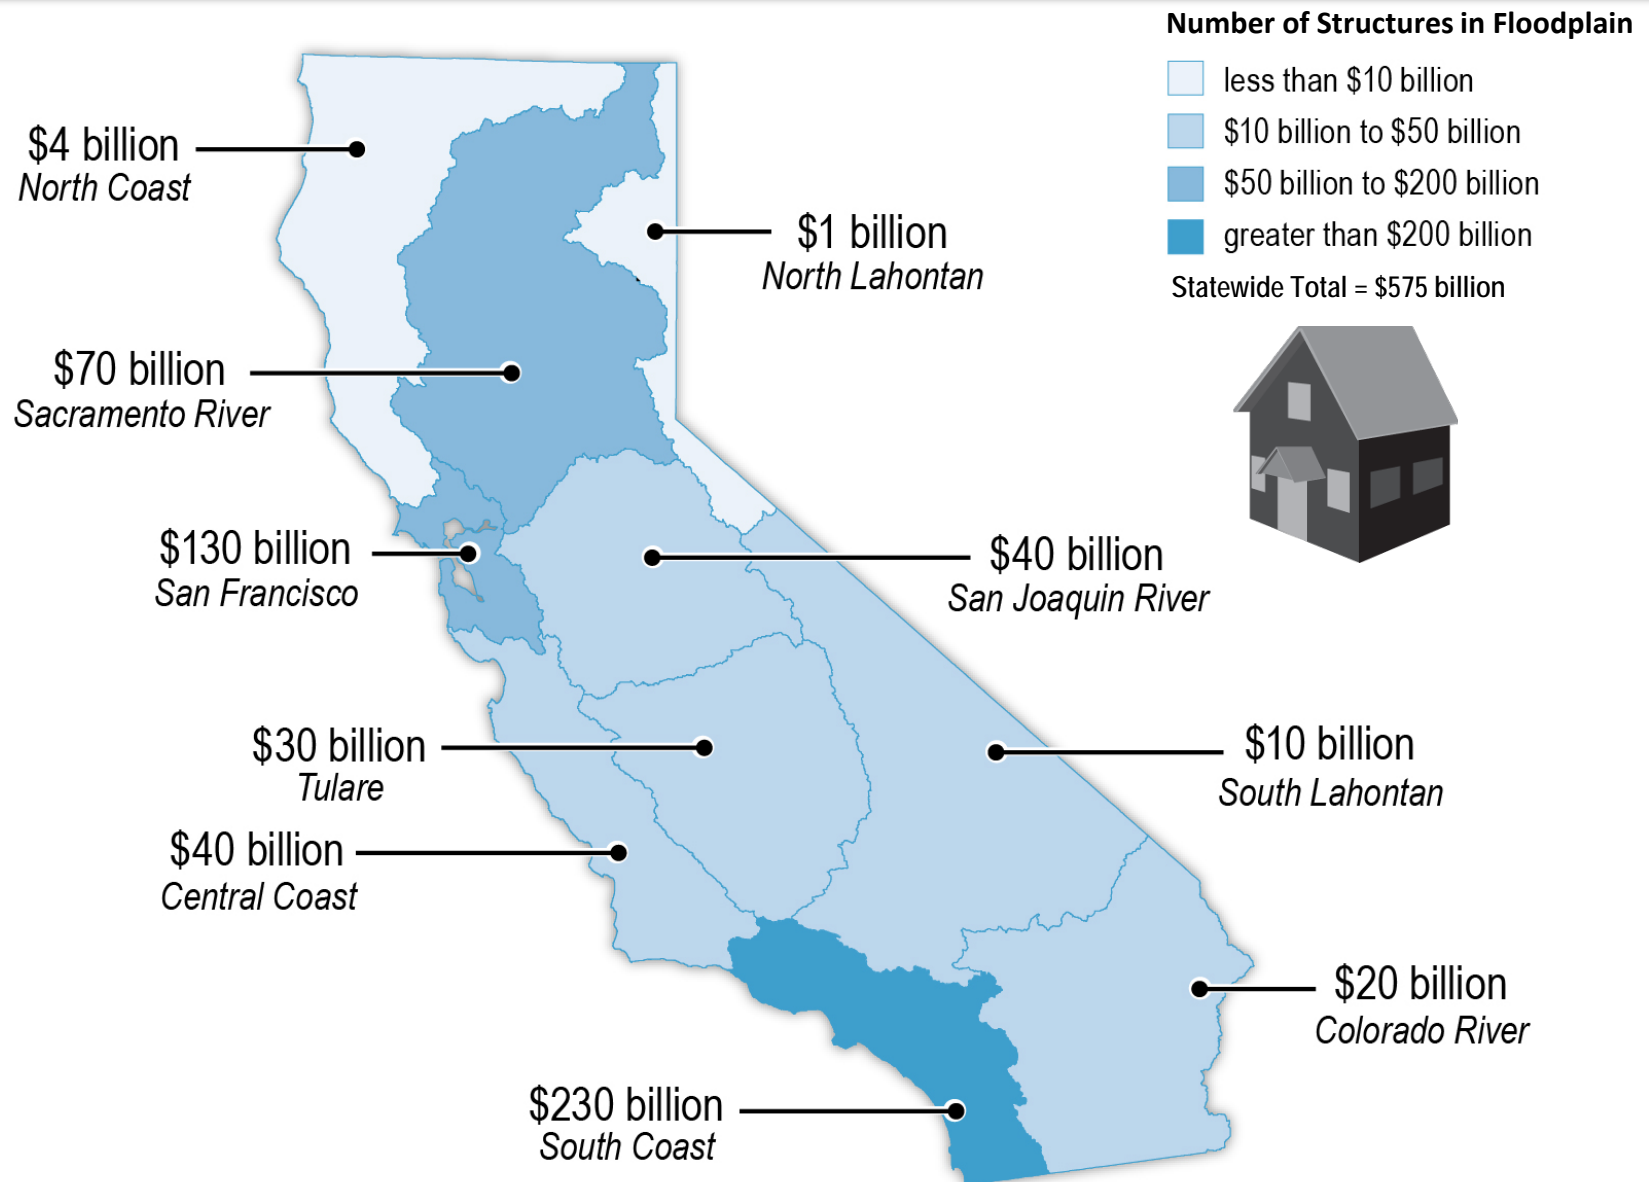 Number of Structures in Floodplain
less than $10 billion
$10 billion to $50 billion
$50 billion to $200 billion
greater than $200 billion
Statewide Total = $575 billion
$4 billion
North Coast
$1 billion
North Lahontan
$70 billion
Sacramento River
$130 billion
San Francisco
$40 billion
San Joaquin River
$30 billion
Tulare
$10 billion
South Lahontan
$40 billion
Central Coast
$20 billion
Colorado River
$230 billion
South Coast